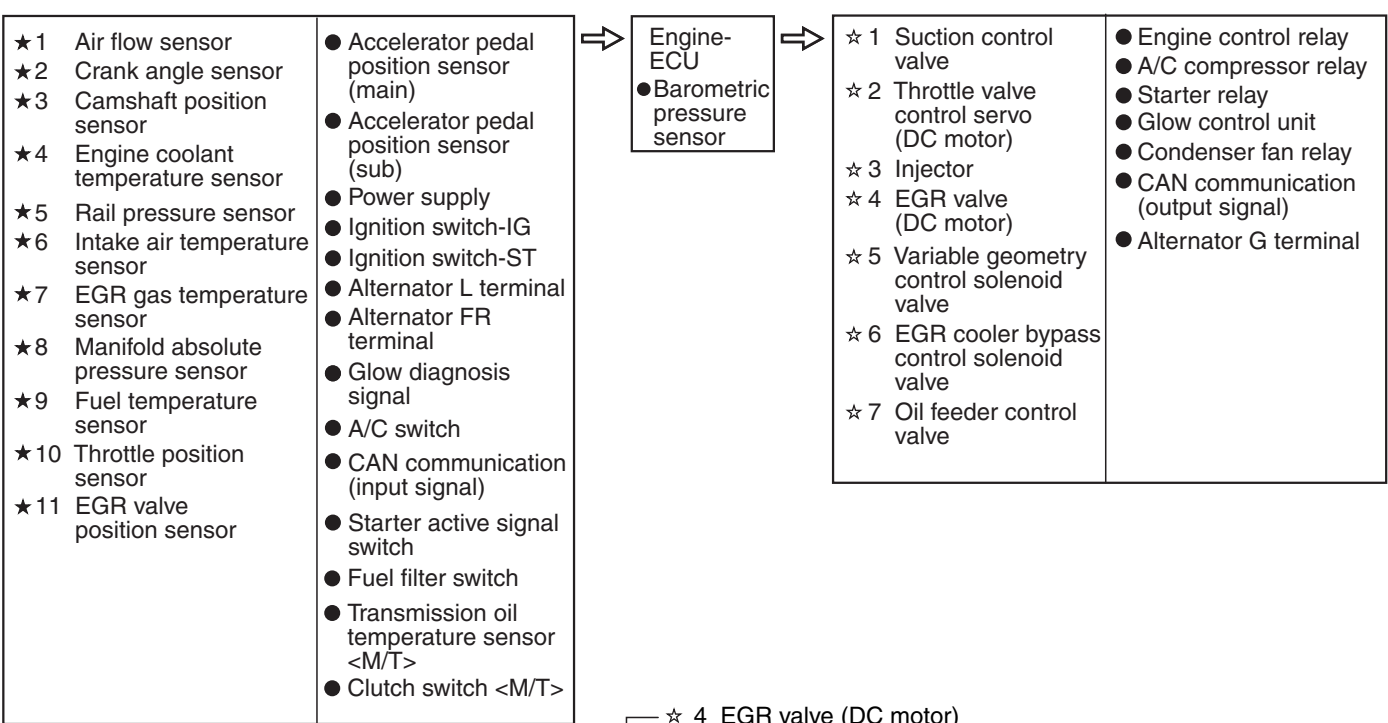 ★1 Air flow sensor
★2 Crank angle sensor
★3 Camshaft position
sensor
★4 Engine coolant
temperature sensor
★5 Rail pressure sensor
★6 Intake air temperature
sensor
★7 EGR gas temperature
sensor
★8 Manifold absolute
pressure sensor
★9 Fuel temperature
sensor
★10 Throttle position
sensor
★11 EGR valve
position sensor
● Accelerator pedal
position sensor
(main)
● Accelerator pedal
position sensor
(sub)
● Power supply
● Ignition switch-IG
● Ignition switch-ST
● Alternator L terminal
● Alternator FR
terminal
● Glow diagnosis
signal
● A/C switch
● CAN communication
(input signal)
● Starter active signal
switch
● Fuel filter switch
● Transmission oil
temperature sensor
<M/T>
● Clutch switch <M/T>
Engine-
ECU
● Barometric
pressure
sensor
☆1 Suction control
valve
☆2 Throttle valve
control servo
(DC motor)
☆3 Injector
☆4 EGR valve
(DC motor)
☆5 Variable geometry
control solenoid
valve
☆6 EGR cooler bypass
control solenoid
valve
☆7 Oil feeder control
valve
● Engine control relay
● A/C compressor relay
● Starter relay
● Glow control unit
● Condenser fan relay
● CAN communication
(output signal)
● Alternator G terminal
☆ 4 EGR valve (DC motor)